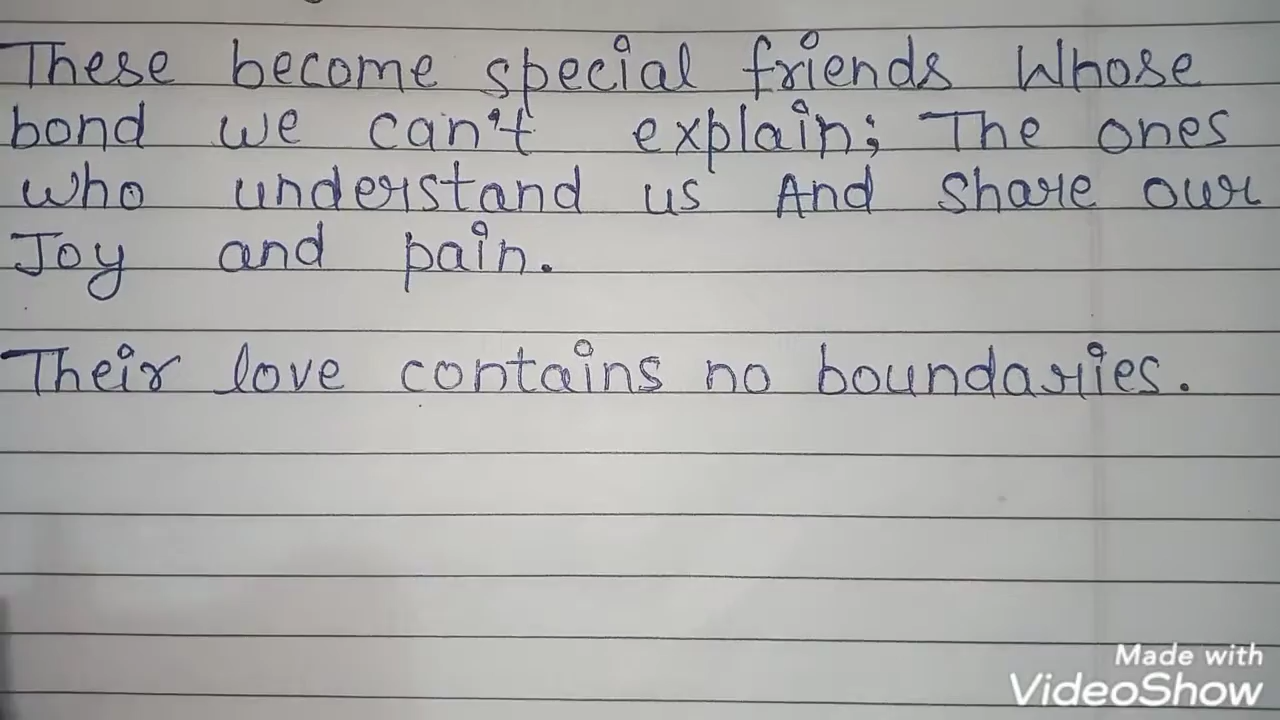 These become special friends Whose
bond we can't explain; The ones
who understand us And share our
Joy and pain.
Their love contains no boundaries.
Made with
VideoShow